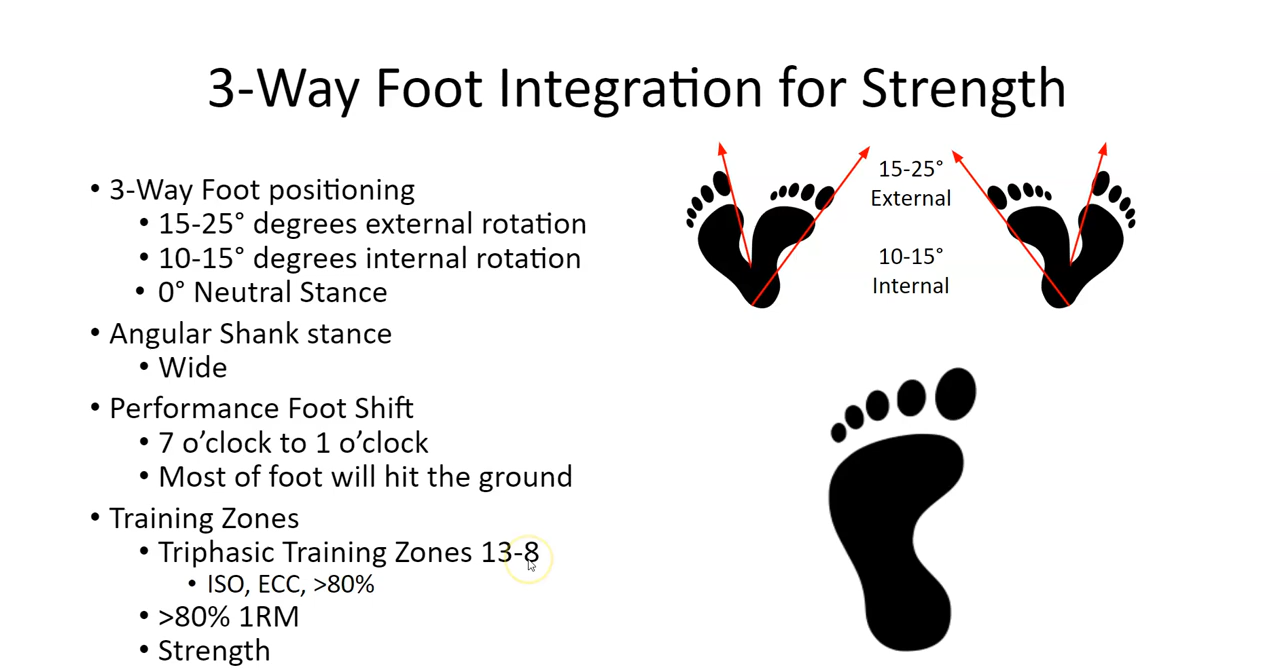 3-Way Foot Integration for Strength
• 3-Way Foot positioning
• 15-25° degrees external rotation
• 10-15° degrees internal rotation
• 0° Neutral Stance
• Angular Shank stance
• Wide
• Performance Foot Shift
• 7 o’clock to 1 o’clock
• Most of foot will hit the ground
• Training Zones
• Triphasic Training Zones 13-8
• ISO, ECC, >80%
• >80% 1RM
• Strength
15-25°
External
10-15°
Internal